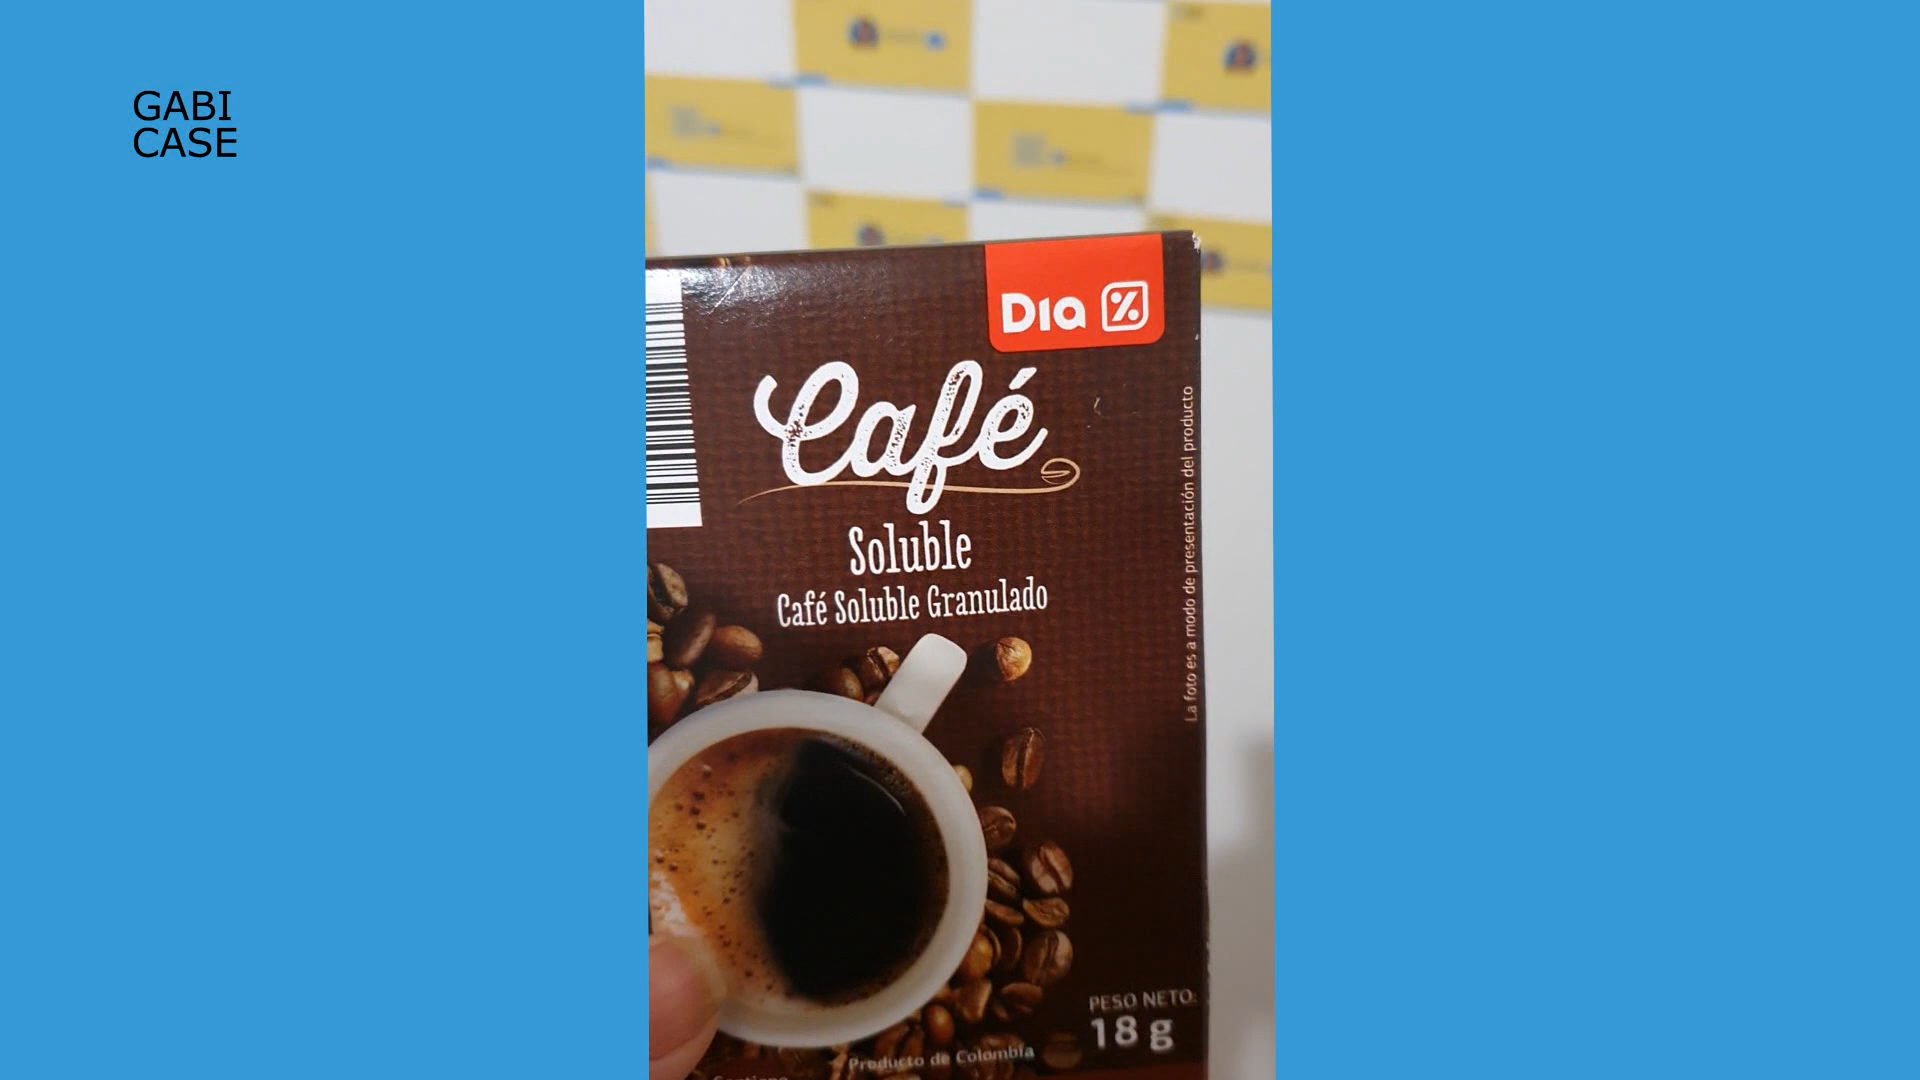 GABI
CASE
Dıa %
Café
Soluble
Café Soluble Granulado
La foto es a modo de presentación del producto
PESO NETO:
18 g
Producto de Colombia